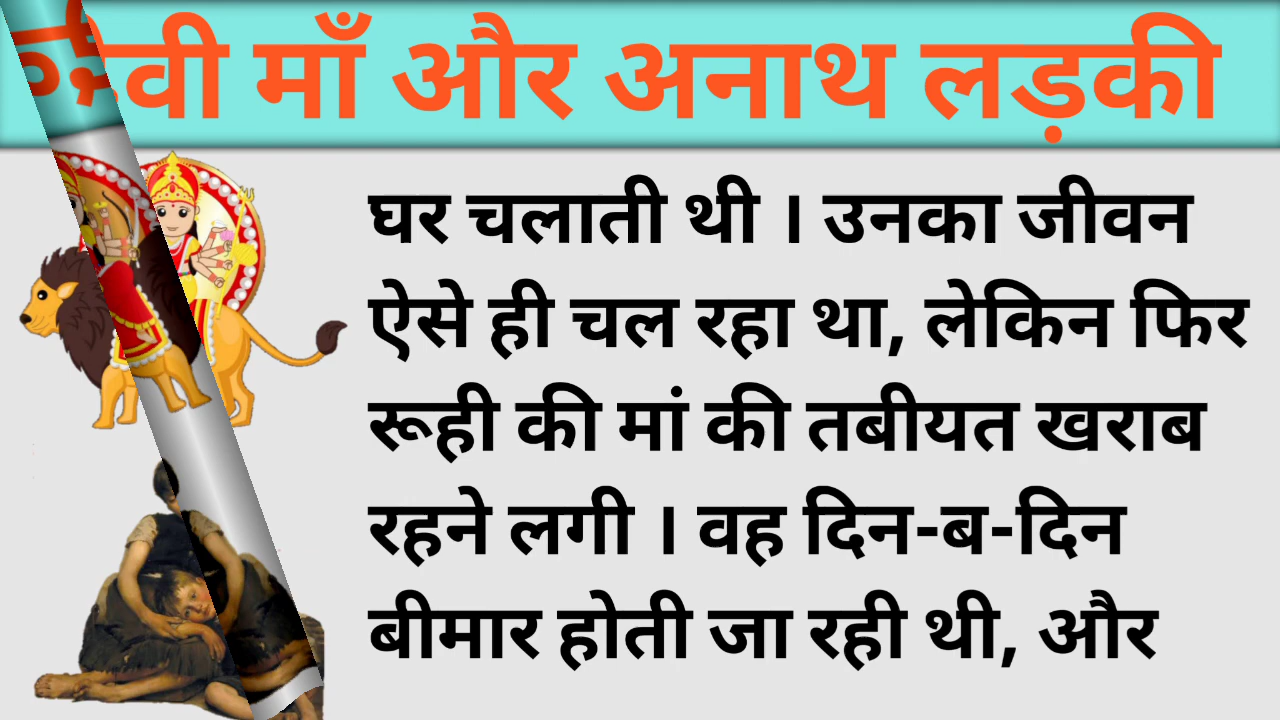 देवी माँ और अनाथ लड़की
घर चलाती थी । उनका जीवन
ऐसे ही चल रहा था, लेकिन फिर
रूही की मां की तबीयत खराब
रहने लगी । वह दिन-ब-दिन
बीमार होती जा रही थी, और